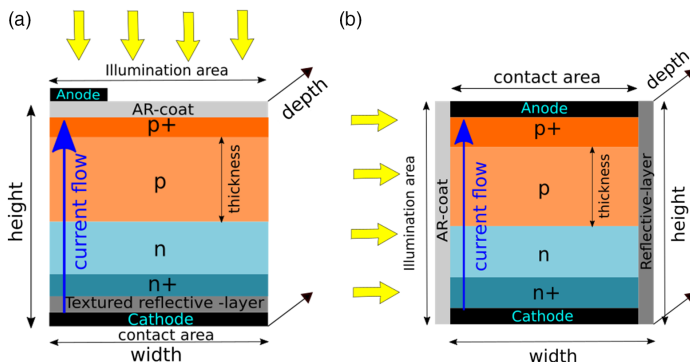 (a)
Illumination area
Anode
AR-coat
depth
p+
height
current flow
p
thickness
n
n+
Textured reflective -layer
Cathode
contact area
width
(b)
contact area
depth
Anode
p+
Illumination area
AR-coat
current flow
p
thickness
Reflective-layer
height
n
n+
Cathode
width